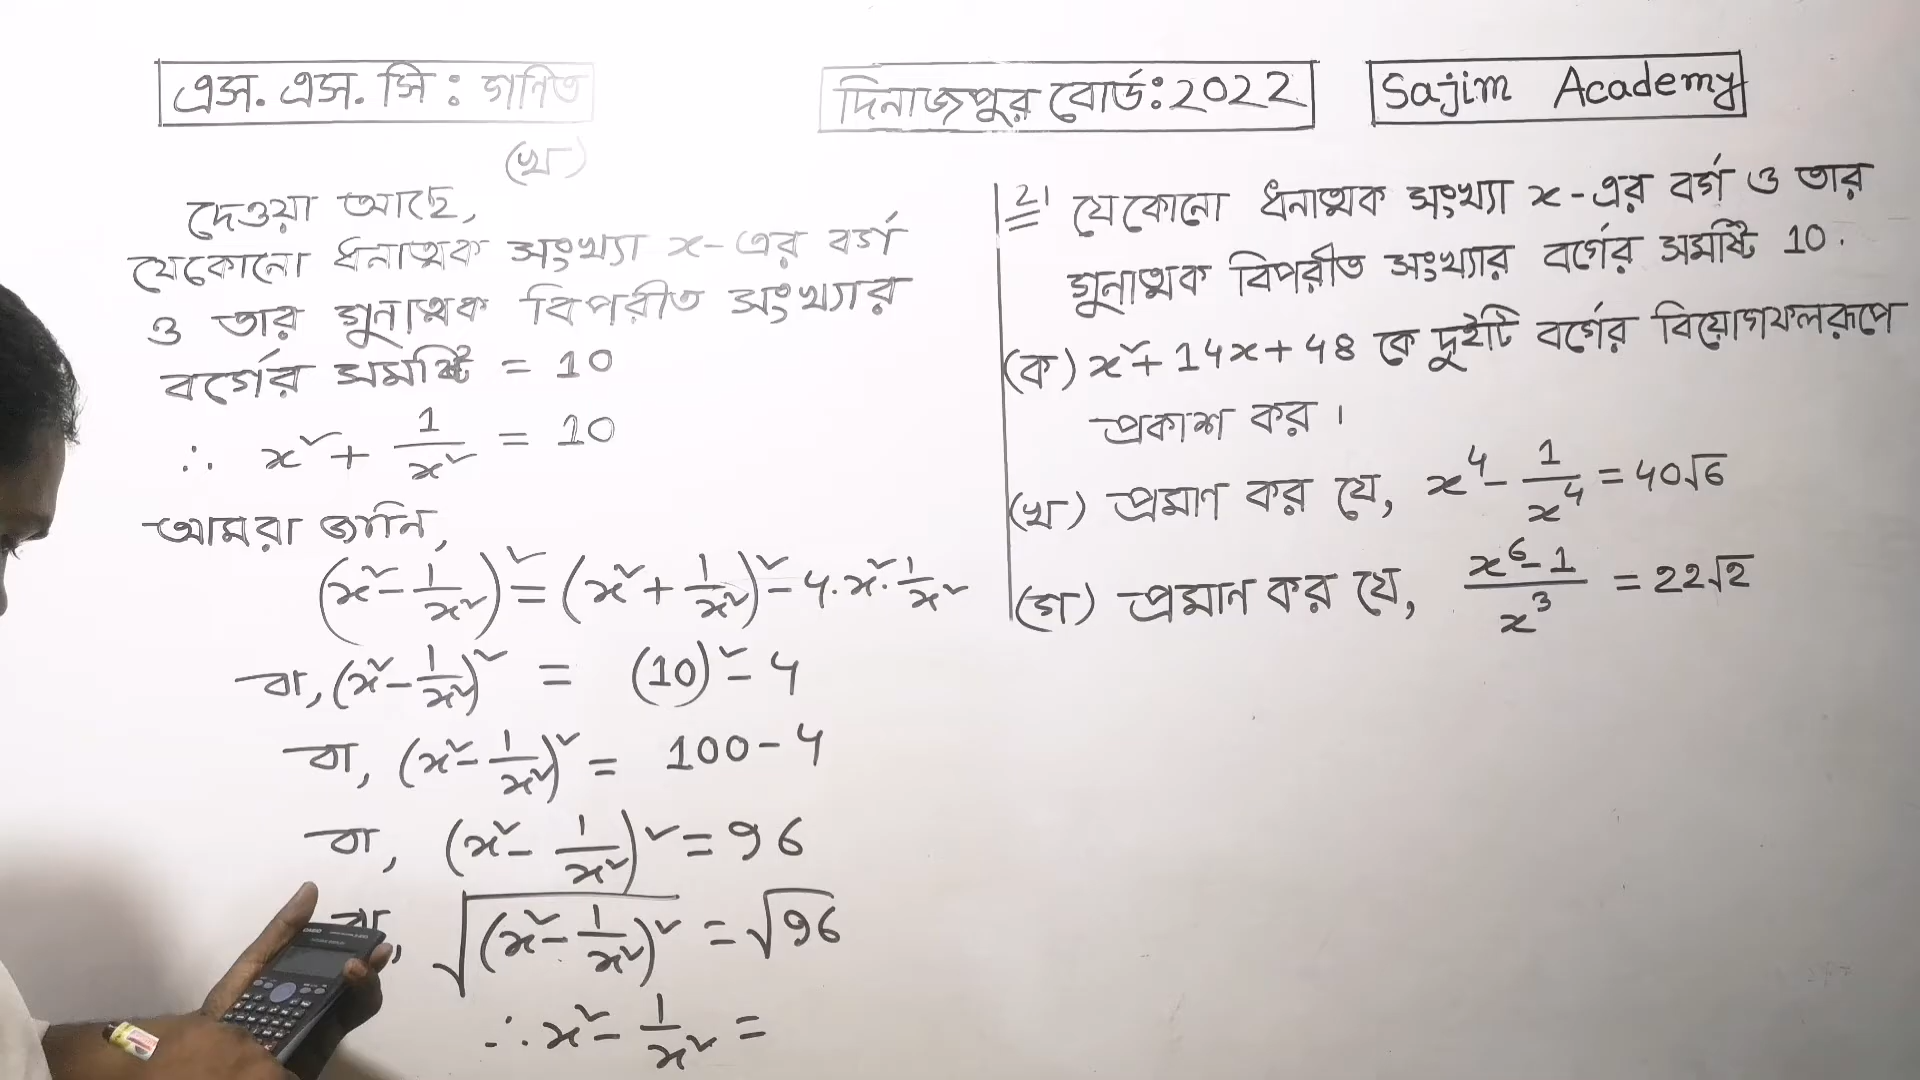 এস. এস. সি : গণিত
দিনাজপুর বোর্ড: 2022
Sajim Academy
(খ)
দেওয়া আছে,
যেকোনো ধনাত্মক সংখ্যা x-এর বর্গ
ও তার গুনাত্মক বিপরীত সংখ্যার
বর্গের সমষ্টি = 10
∴ x² + 1/x² = 10
আমরা জানি,
(x² - 1/x²)² = (x² + 1/x²)² - 4.x².1/x²
বা, (x² - 1/x²)² = (10)² - 4
বা, (x² - 1/x²)² = 100 - 4
বা, (x² - 1/x²)² = 96
বা, √(x² - 1/x²)² = √96
∴ x² - 1/x² =
2। যেকোনো ধনাত্মক সংখ্যা x-এর বর্গ ও তার
গুনাত্মক বিপরীত সংখ্যার বর্গের সমষ্টি 10.
(ক) x² + 14x + 48 কে দুইটি বর্গের বিয়োগফলরূপে
প্রকাশ কর।
(খ) প্রমাণ কর যে, x⁴ - 1/x⁴ = 40√6
(গ) প্রমান কর যে, (x⁶ - 1)/x³ = 22√2